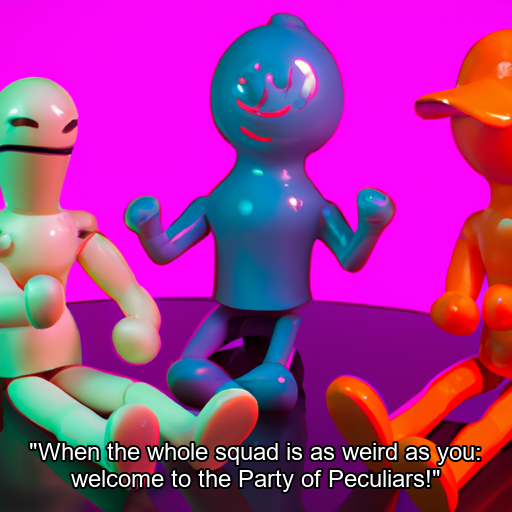 "When the whole squad is as weird as you:
welcome to the Party of Peculiars!"